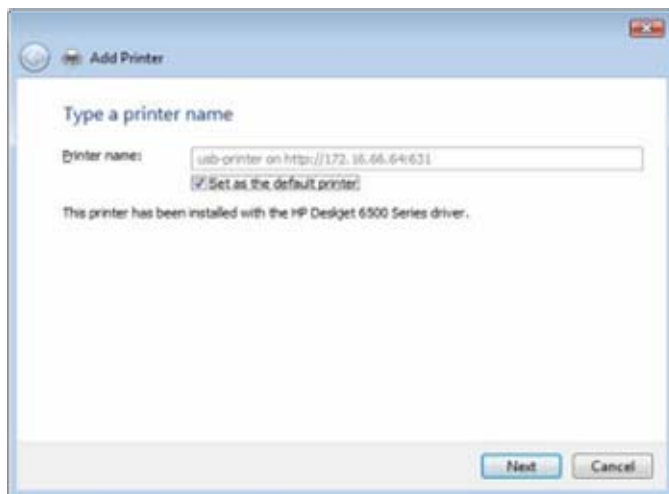 Add Printer
Type a printer name
Printer name: usb-printer on http://172.16.66.64:631
Set as the default printer
This printer has been installed with the HP Deskjet 6500 Series driver.
Next Cancel